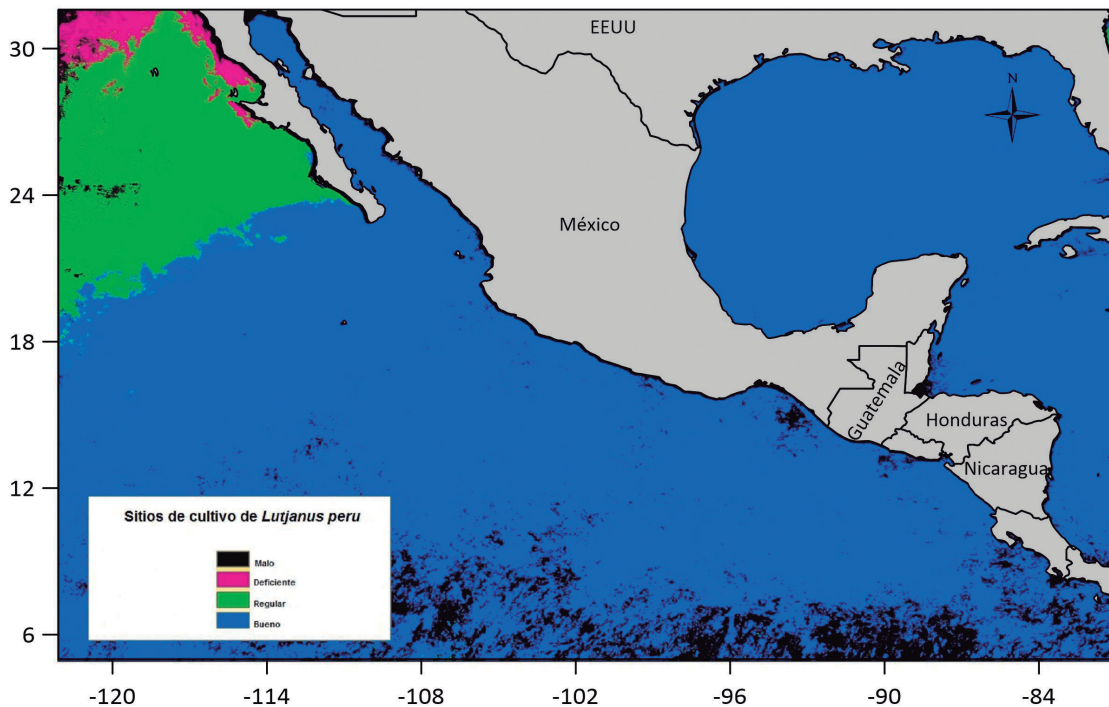 EEUU
N
México
Guatemala
Honduras
Nicaragua
30
24
18
12
6
Sitios de cultivo de Lutjanus peru
Malo
Deficiente
Regular
Bueno
-120
-114
-108
-102
-96
-90
-84